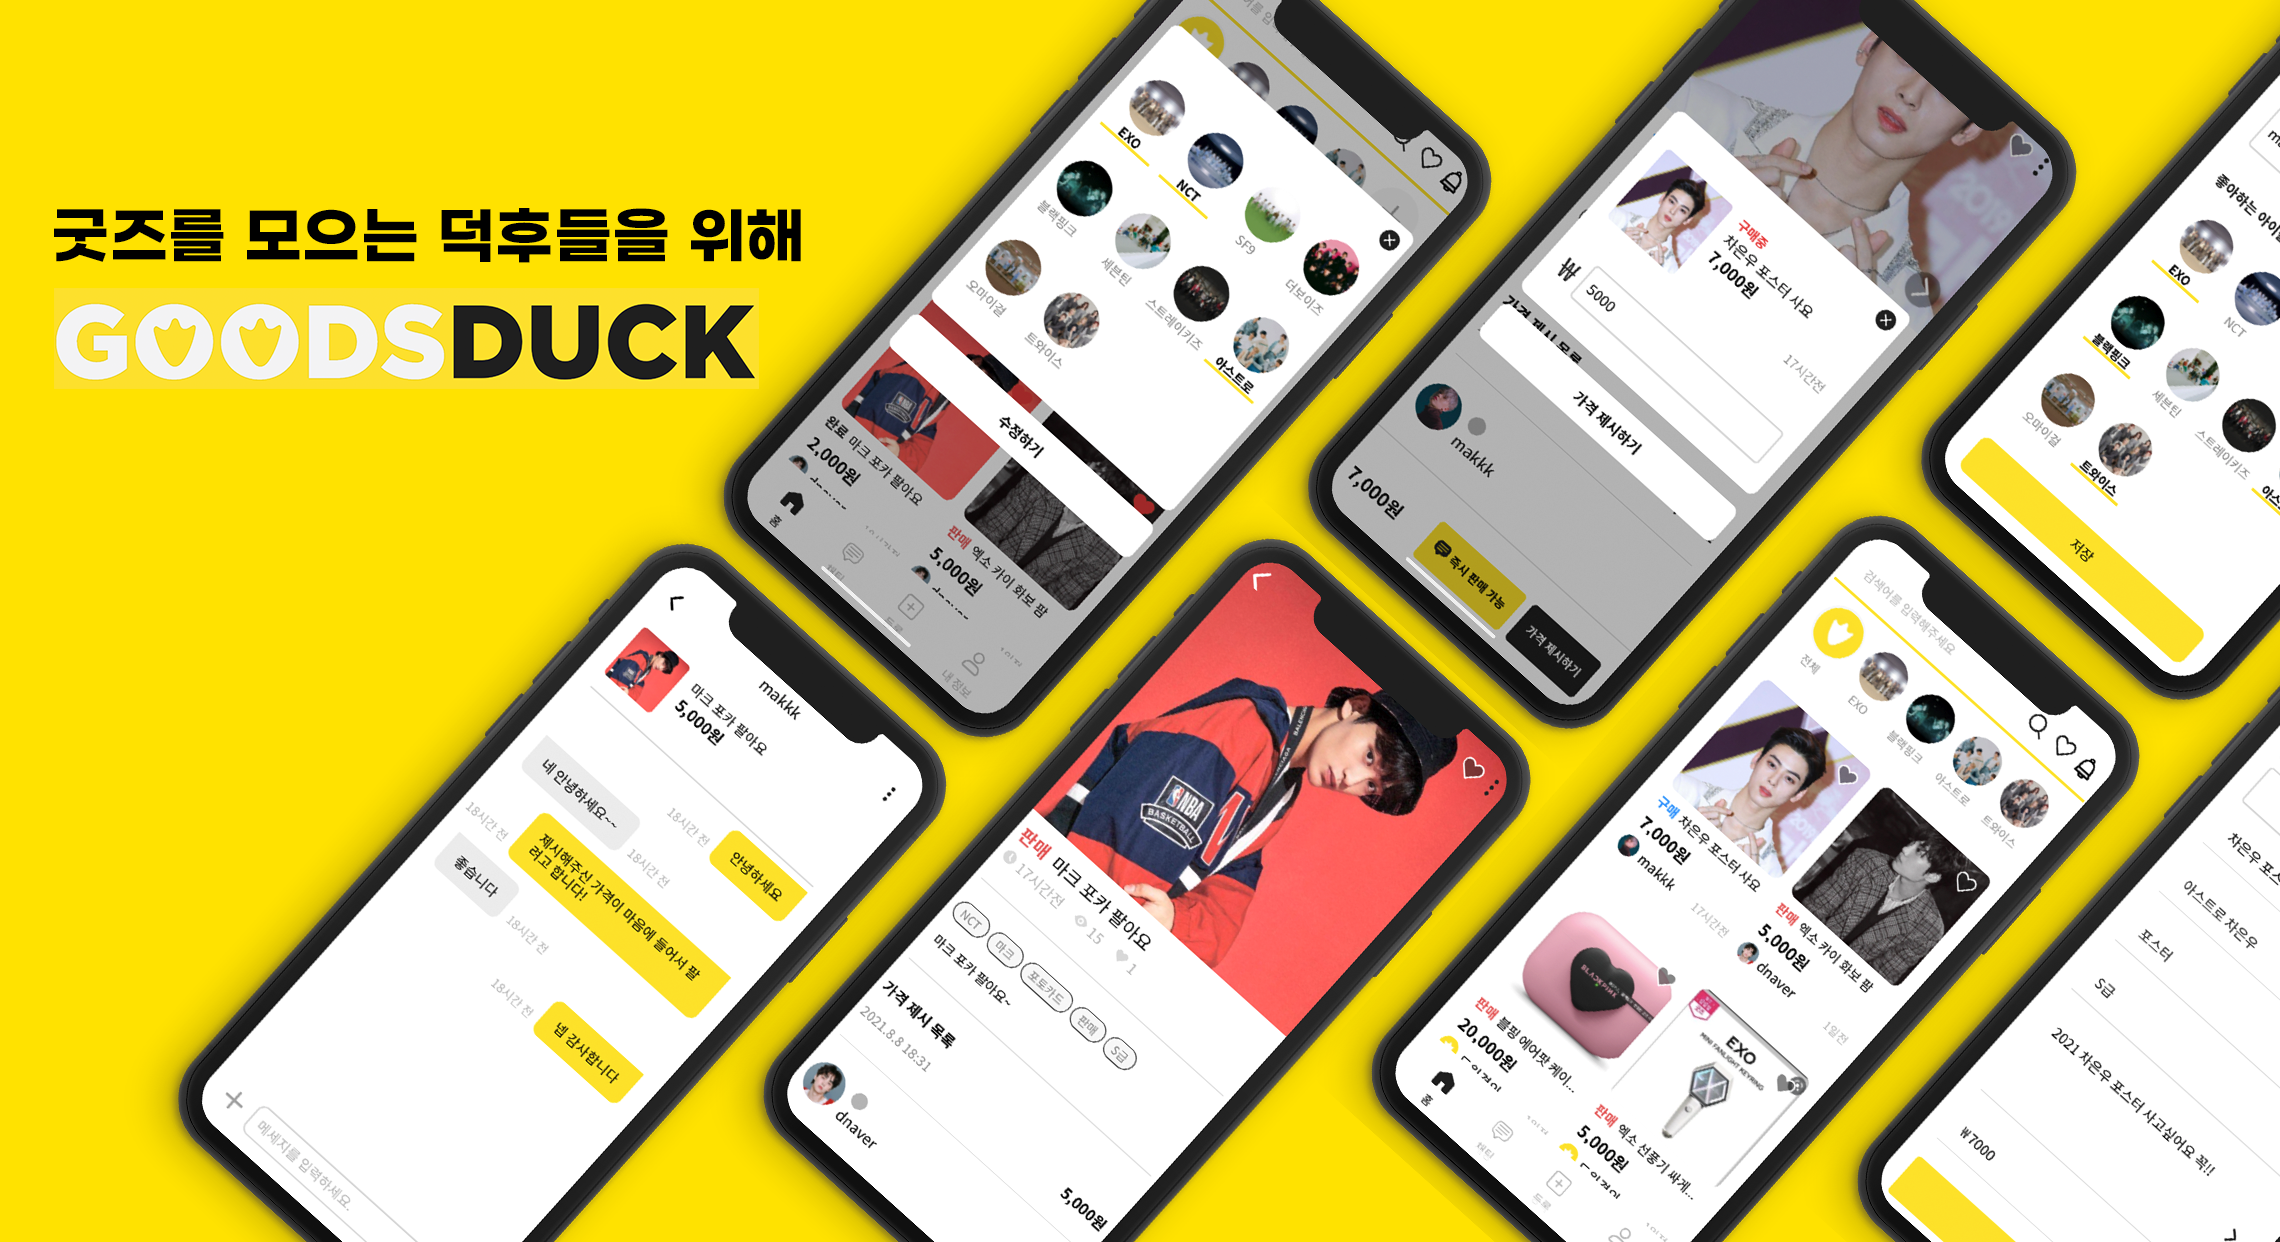 굿즈를 모으는 덕후들을 위해
GOODSDUCK
EXO
NCT
SF9
더보이즈
블랙핑크
세븐틴
스트레이키즈
아스트로
오마이걸
트와이스
수정하기
완료 마크 포카 팔아요
2,000원
판매 엑소 카이 화보 팜
5,000원
홈
내 정보
구매중
차은우 포스터 사요
7,000원
17시간전
₩
5000
가격 제시하기
makkk
7,000원
즉시 판매 가능
가격 제시하기
좋아하는 아이
EXO
NCT
블랙핑크
세븐틴
스트레이키즈
오마이걸
트와이스
저장
makkk
마크 포카 팔아요
5,000원
안녕하세요
18시간 전
네 안녕하세요~~
18시간 전
제시해주신 가격이 마음에 들어서 팔
려고 합니다!
18시간 전
좋습니다
18시간 전
넵 감사합니다
18시간 전
메세지를 입력하세요.
NBA
BASKETBALL
BALENCIAGA
판매 마크 포카 팔아요
17시간전 15 1
NCT 마크 포토카드 판매 S급
마크 포카 팔아요~
가격 제시 목록
2021.8.8 18:31
dnaver
5,000원
검색어를 입력해주세요
전체
EXO
블랙핑크
아스트로
트와이스
구매 차은우 포스터 사요
7,000원
makkk
17시간전
판매 엑소 카이 화보 팜
5,000원
dnaver
1일전
BLACKPINK
판매 블핑 에어팟 케이...
20,000원
EXO
MINI FANLIGHT KEYRING
판매 엑소 선풍기 싸게...
5,000원
홈
차은우 포스
아스트로 차은우
포스터
S급
2021 차은우 포스터 사고싶어요 꼭!!
₩7000